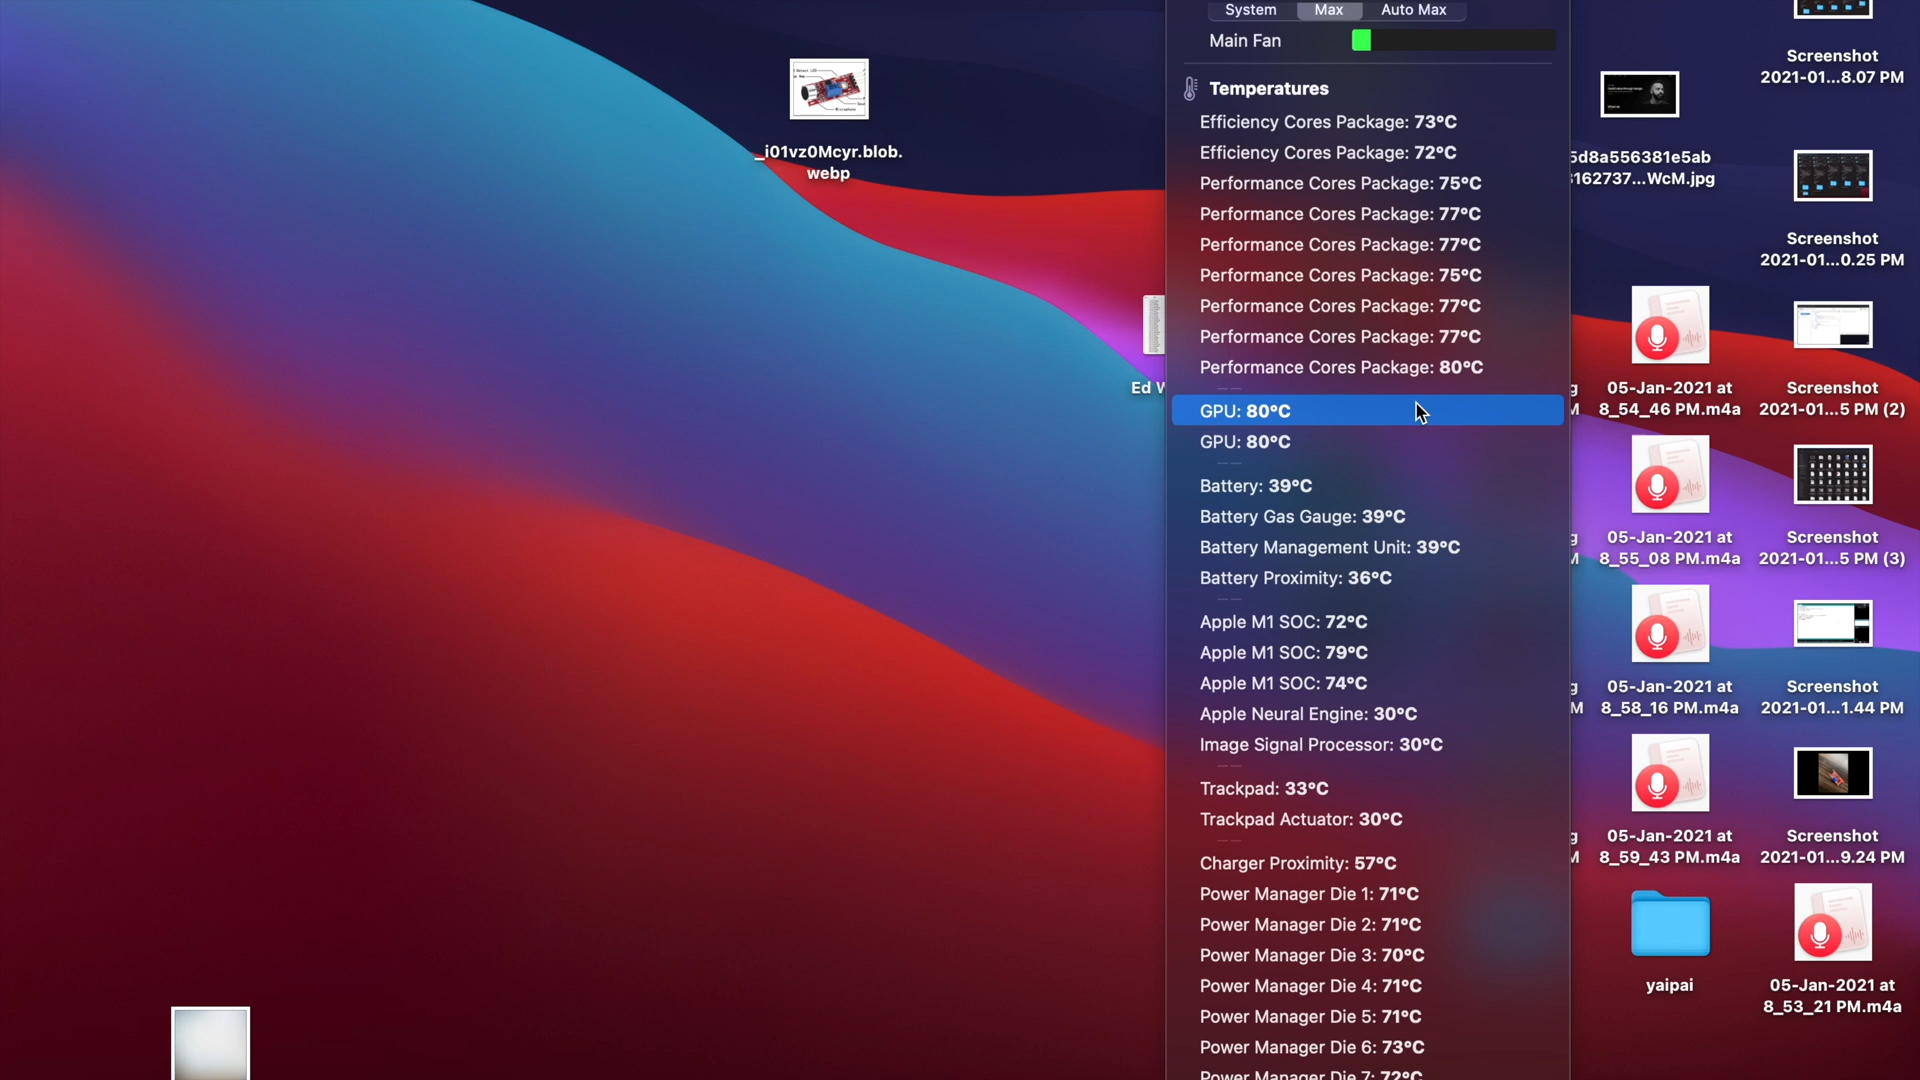 System Max Auto Max
Main Fan
Temperatures
Efficiency Cores Package: 73°C
Efficiency Cores Package: 72°C
Performance Cores Package: 75°C
Performance Cores Package: 77°C
Performance Cores Package: 77°C
Performance Cores Package: 75°C
Performance Cores Package: 77°C
Performance Cores Package: 77°C
Performance Cores Package: 80°C
GPU: 80°C
GPU: 80°C
Battery: 39°C
Battery Gas Gauge: 39°C
Battery Management Unit: 39°C
Battery Proximity: 36°C
Apple M1 SOC: 72°C
Apple M1 SOC: 79°C
Apple M1 SOC: 74°C
Apple Neural Engine: 30°C
Image Signal Processor: 30°C
Trackpad: 33°C
Trackpad Actuator: 30°C
Charger Proximity: 57°C
Power Manager Die 1: 71°C
Power Manager Die 2: 71°C
Power Manager Die 3: 70°C
Power Manager Die 4: 71°C
Power Manager Die 5: 71°C
Power Manager Die 6: 73°C
Power Manager Die 7: 72°C
_i01vz0Mcyr.blob.
webp
Ed
5d8a556381e5ab
162737...WcM.jpg
05-Jan-2021 at
8_54_46 PM.m4a
05-Jan-2021 at
8_55_08 PM.m4a
05-Jan-2021 at
8_58_16 PM.m4a
05-Jan-2021 at
8_59_43 PM.m4a
yaipai
Screenshot
2021-01...8.07 PM
Screenshot
2021-01...0.25 PM
Screenshot
2021-01...5 PM (2)
Screenshot
2021-01...5 PM (3)
Screenshot
2021-01...1.44 PM
Screenshot
2021-01...9.24 PM
05-Jan-2021 at
8_53_21 PM.m4a